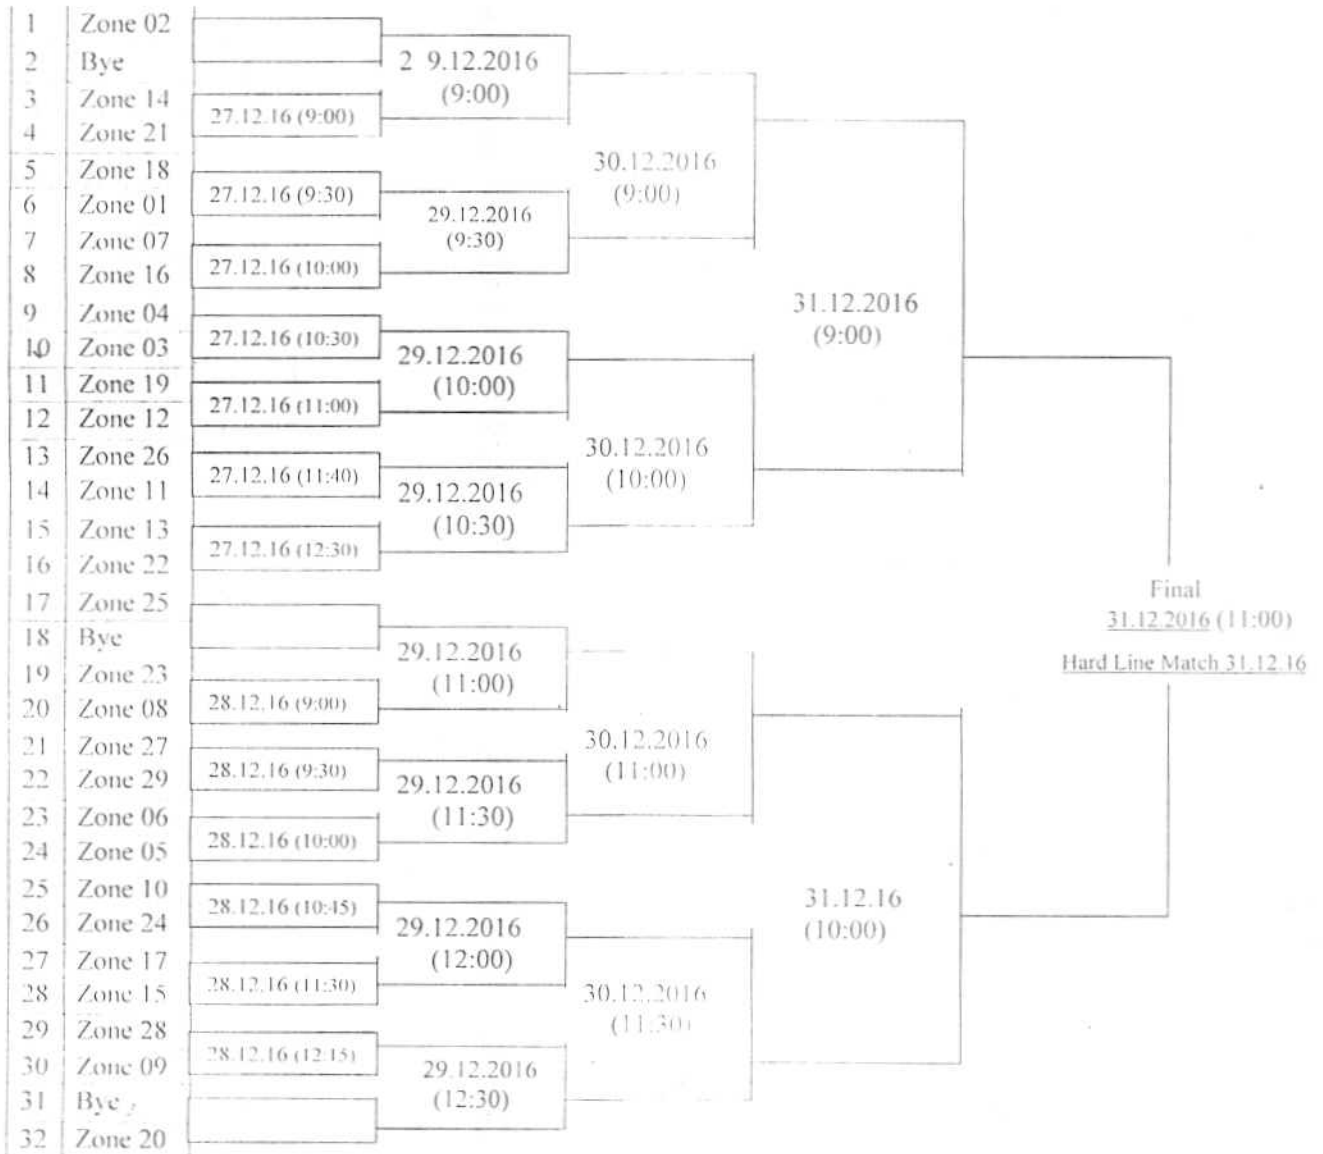 1 Zone 02
2 Bye
3 Zone 14
4 Zone 21
5 Zone 18
6 Zone 01
7 Zone 07
8 Zone 16
9 Zone 04
10 Zone 03
11 Zone 19
12 Zone 12
13 Zone 26
14 Zone 11
15 Zone 13
16 Zone 22
17 Zone 25
18 Bye
19 Zone 23
20 Zone 08
21 Zone 27
22 Zone 29
23 Zone 06
24 Zone 05
25 Zone 10
26 Zone 24
27 Zone 17
28 Zone 15
29 Zone 28
30 Zone 09
31 Bye
32 Zone 20
27.12.16 (9:00)
27.12.16 (9:30)
27.12.16 (10:00)
27.12.16 (10:30)
27.12.16 (11:00)
27.12.16 (11:40)
27.12.16 (12:30)
28.12.16 (9:00)
28.12.16 (9:30)
28.12.16 (10:00)
28.12.16 (10:45)
28.12.16 (11:30)
28.12.16 (12:15)
2 9.12.2016
(9:00)
29.12.2016
(9:30)
29.12.2016
(10:00)
29.12.2016
(10:30)
29.12.2016
(11:00)
29.12.2016
(11:30)
29.12.2016
(12:00)
29.12.2016
(12:30)
30.12.2016
(9:00)
30.12.2016
(10:00)
30.12.2016
(11:00)
30.12.2016
(11:30)
31.12.2016
(9:00)
31.12.16
(10:00)
Final
31.12.2016 (11:00)
Hard Line Match 31.12.16